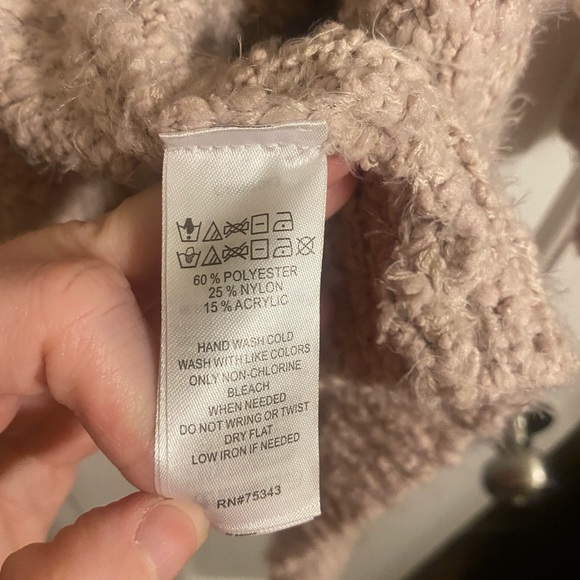 60 % POLYESTER
25 % NYLON
15 % ACRYLIC
HAND WASH COLD
WASH WITH LIKE COLORS
ONLY NON-CHLORINE
BLEACH
WHEN NEEDED
DO NOT WRING OR TWIST
DRY FLAT
LOW IRON IF NEEDED
RN#75343